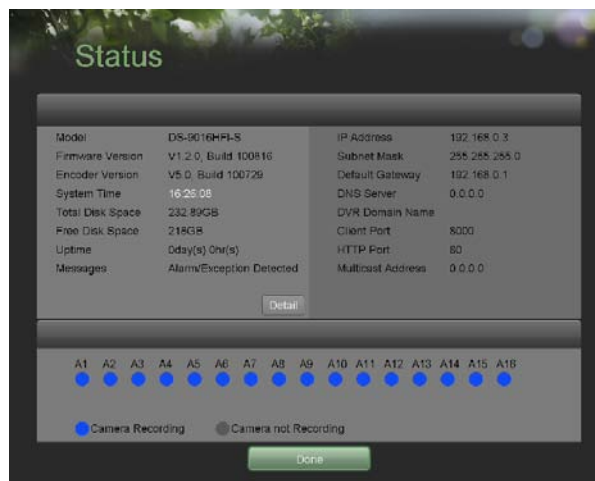 Status
Model DS-9016HFI-S
Firmware Version V1.2.0, Build 100816
Encoder Version V5.0, Build 100729
System Time 16:26:08
Total Disk Space 232.89GB
Free Disk Space 218GB
Uptime 0day(s) 0hr(s)
Messages Alarm/Exception Detected
Detail
IP Address 192.168.0.3
Subnet Mask 255.255.255.0
Default Gateway 192.168.0.1
DNS Server 0.0.0.0
DVR Domain Name
Client Port 8000
HTTP Port 80
Multicast Address 0.0.0.0
A1 A2 A3 A4 A5 A6 A7 A8 A9 A10 A11 A12 A13 A14 A15 A16
Camera Recording Camera not Recording
Done